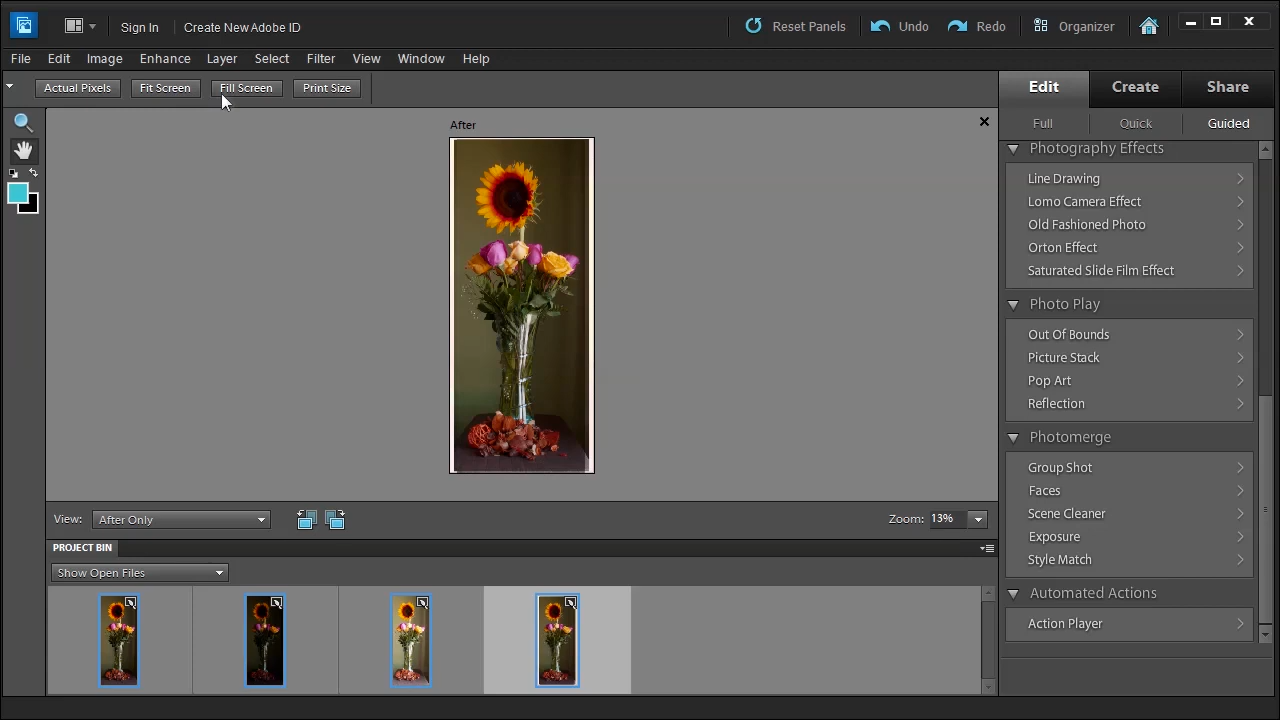 Sign In Create New Adobe ID Reset Panels Undo Redo Organizer
File Edit Image Enhance Layer Select Filter View Window Help
Actual Pixels Fit Screen Fill Screen Print Size
Edit Create Share
Full Quick Guided
After
Photography Effects
Line Drawing
Lomo Camera Effect
Old Fashioned Photo
Orton Effect
Saturated Slide Film Effect
Photo Play
Out Of Bounds
Picture Stack
Pop Art
Reflection
Photomerge
Group Shot
Faces
Scene Cleaner
Exposure
Style Match
Automated Actions
Action Player
View: After Only Zoom: 13%
PROJECT BIN
Show Open Files